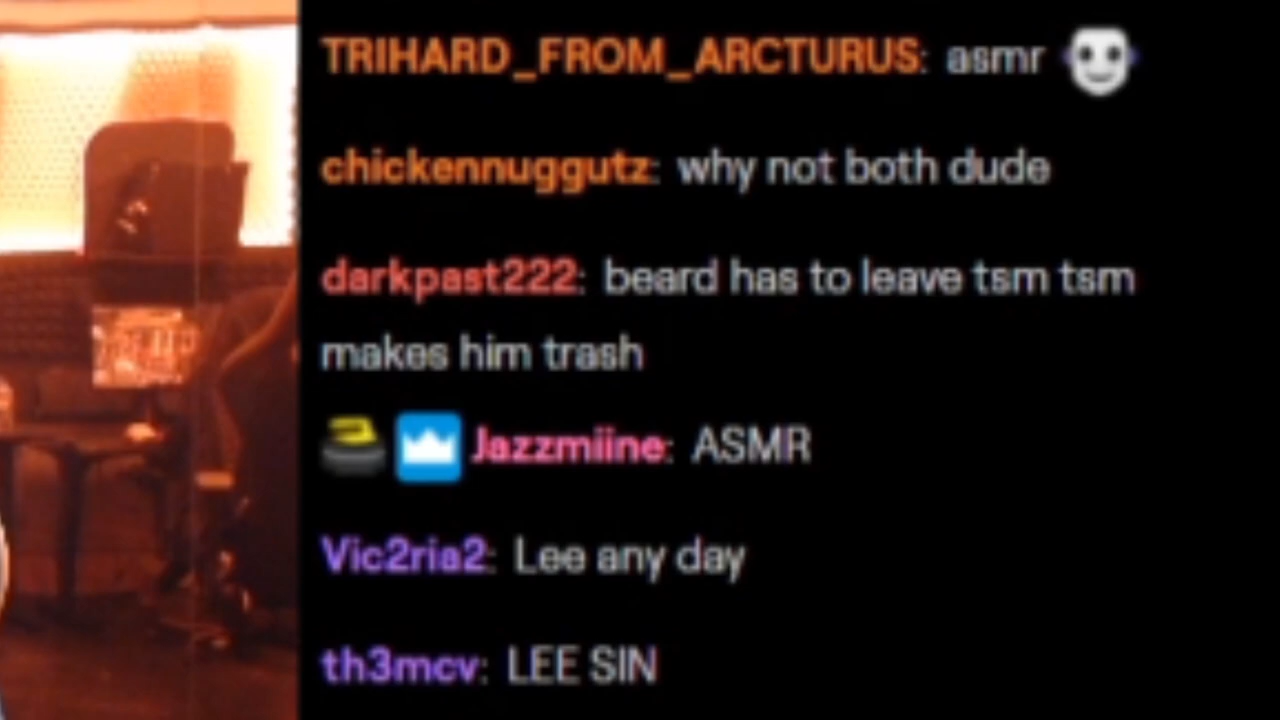 TRIHARD_FROM_ARCTURUS: asmr
chickennuggutz: why not both dude
darkpast222: beard has to leave tsm tsm
makes him trash
Jazzmiine: ASMR
Vic2ria2: Lee any day
th3mcv: LEE SIN